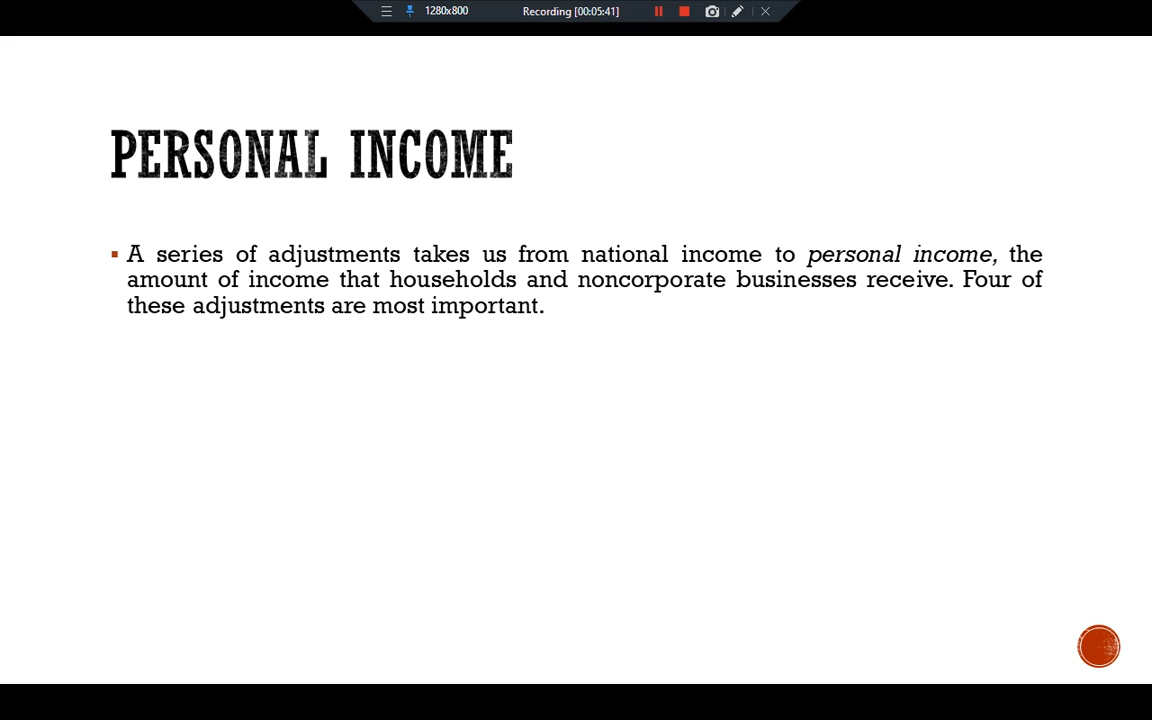 1280x800 Recording [00:05:41]
PERSONAL INCOME
A series of adjustments takes us from national income to personal income, the
amount of income that households and noncorporate businesses receive. Four of
these adjustments are most important.